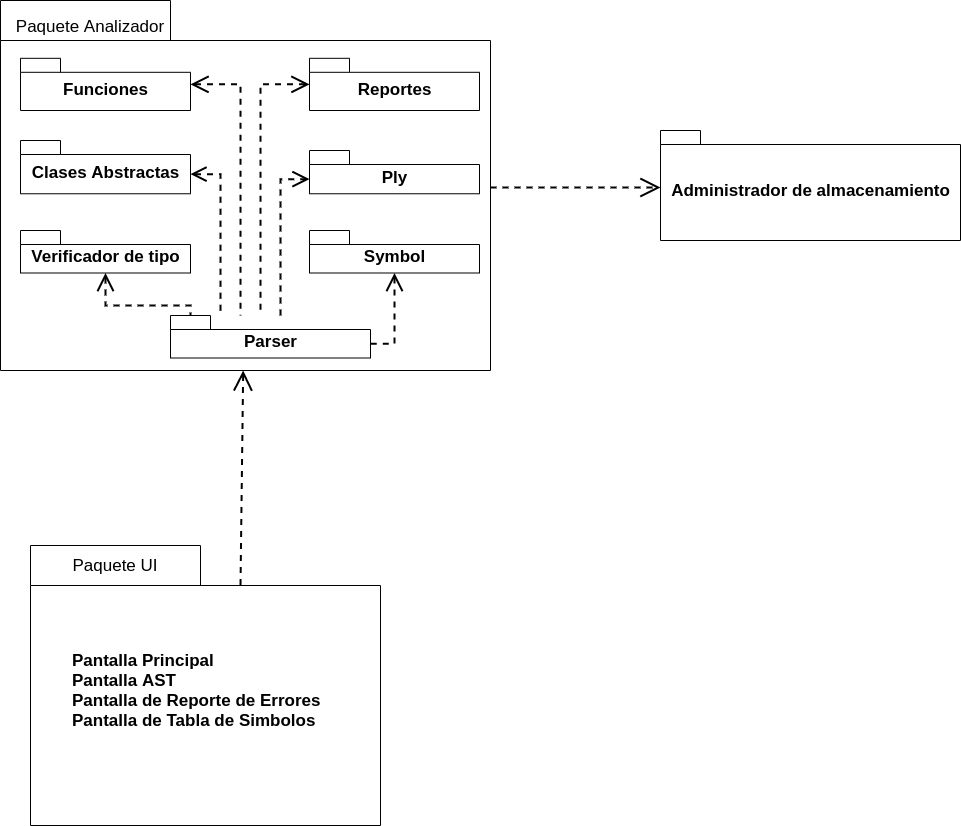 Paquete Analizador
Funciones
Reportes
Clases Abstractas
Ply
Verificador de tipo
Symbol
Parser
Administrador de almacenamiento
Paquete UI
Pantalla Principal
Pantalla AST
Pantalla de Reporte de Errores
Pantalla de Tabla de Simbolos